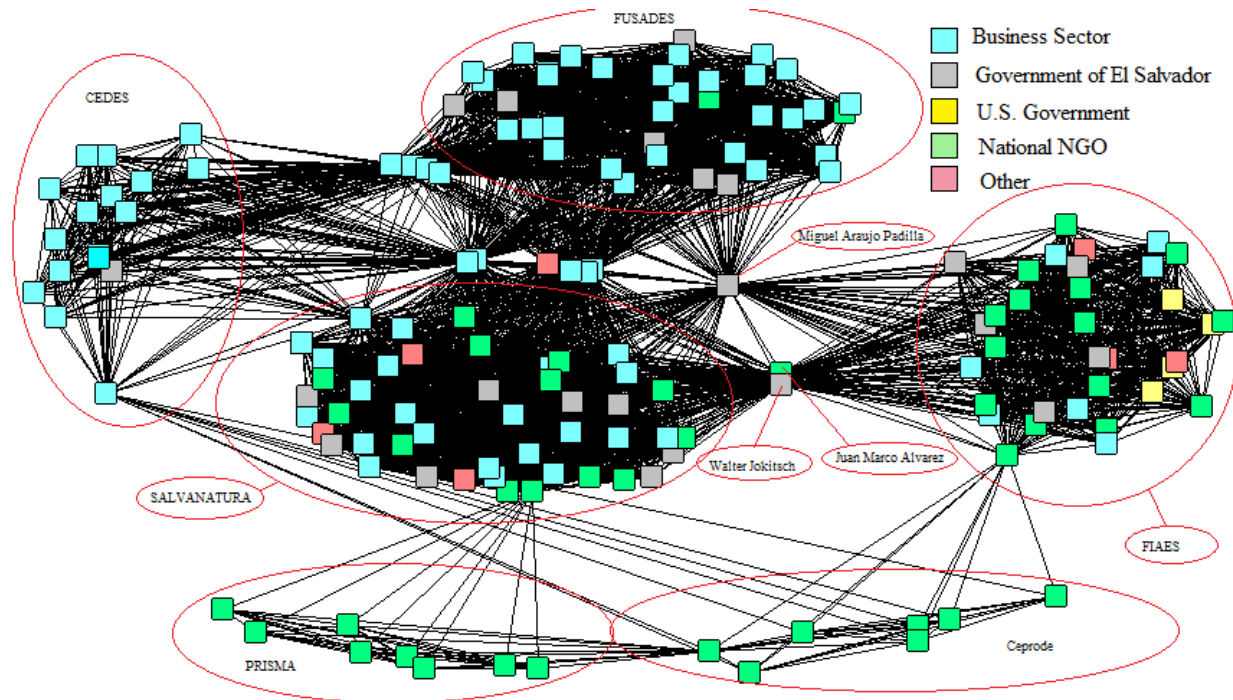 FUSADES
Business Sector
Government of El Salvador
U.S. Government
National NGO
Other
CEDES
Miguel Araujo Padilla
Walter Jokitsch
Juan Marco Alvarez
SALVANATURA
FIAES
PRISMA
Ceprode